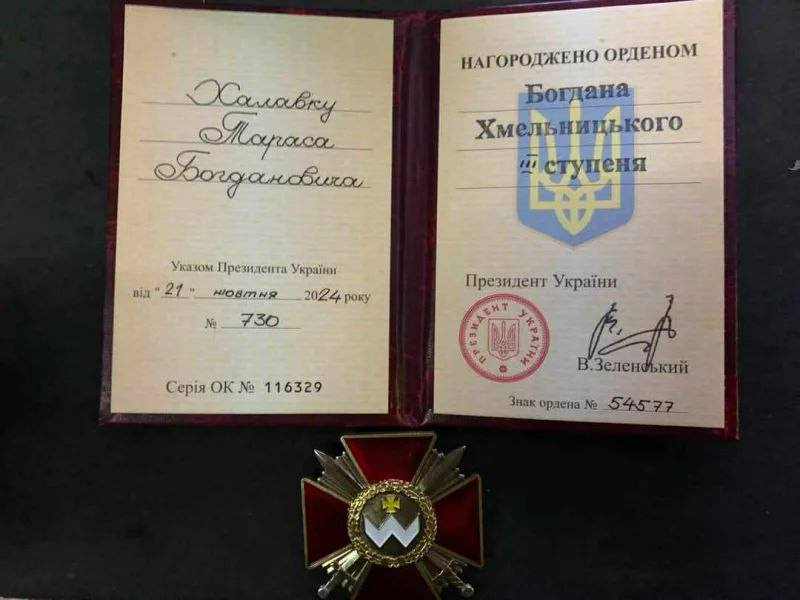 Халавку
Тараса
Богдановича
Указом Президента України
від "21" жовтня 2024 року
№ 730
Серія ОК № 116329
НАГОРОДЖЕНО ОРДЕНОМ
Богдана
Хмельницького
III ступеня
Президент України
ПРЕЗИДЕНТ УКРАЇНИ
В.Зеленський
Знак ордена № 54577